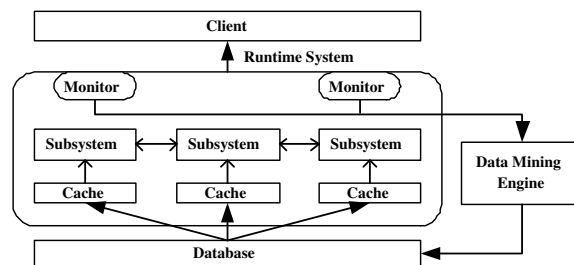 Client
Runtime System
Monitor
Monitor
Subsystem
Subsystem
Subsystem
Data Mining
Engine
Cache
Cache
Cache
Database